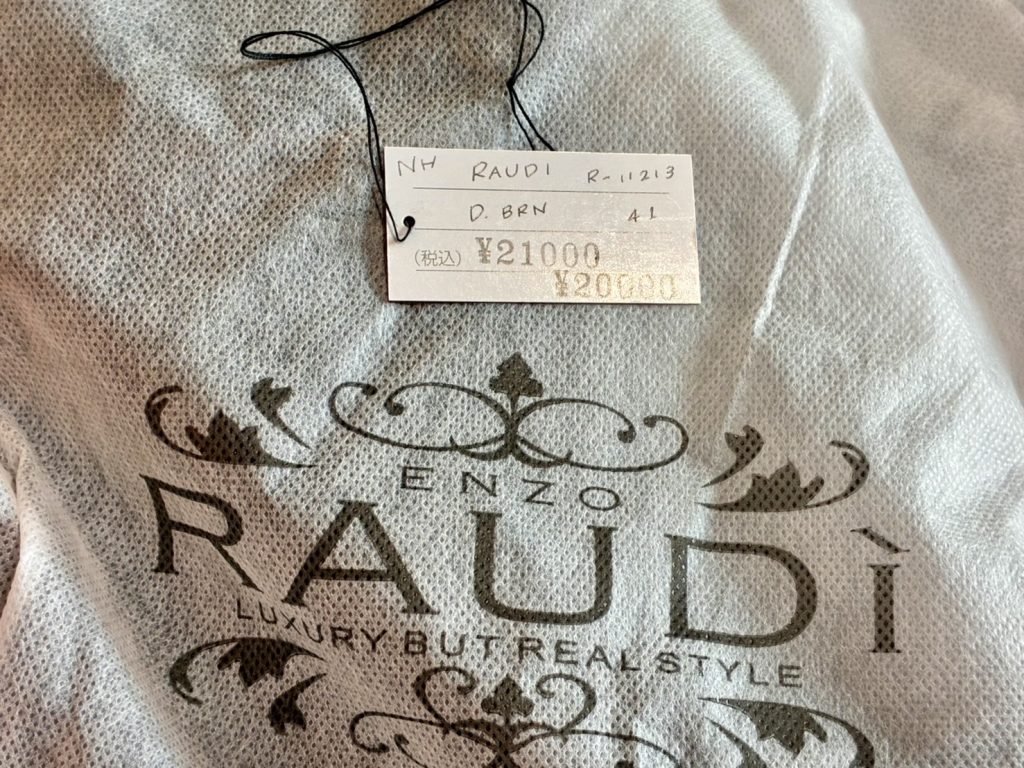 NH RAUDI R-11213
D. BRN 41
(税込) ¥21000
¥20000
ENZO
RAUDÌ
LUXURY BUT REAL STYLE